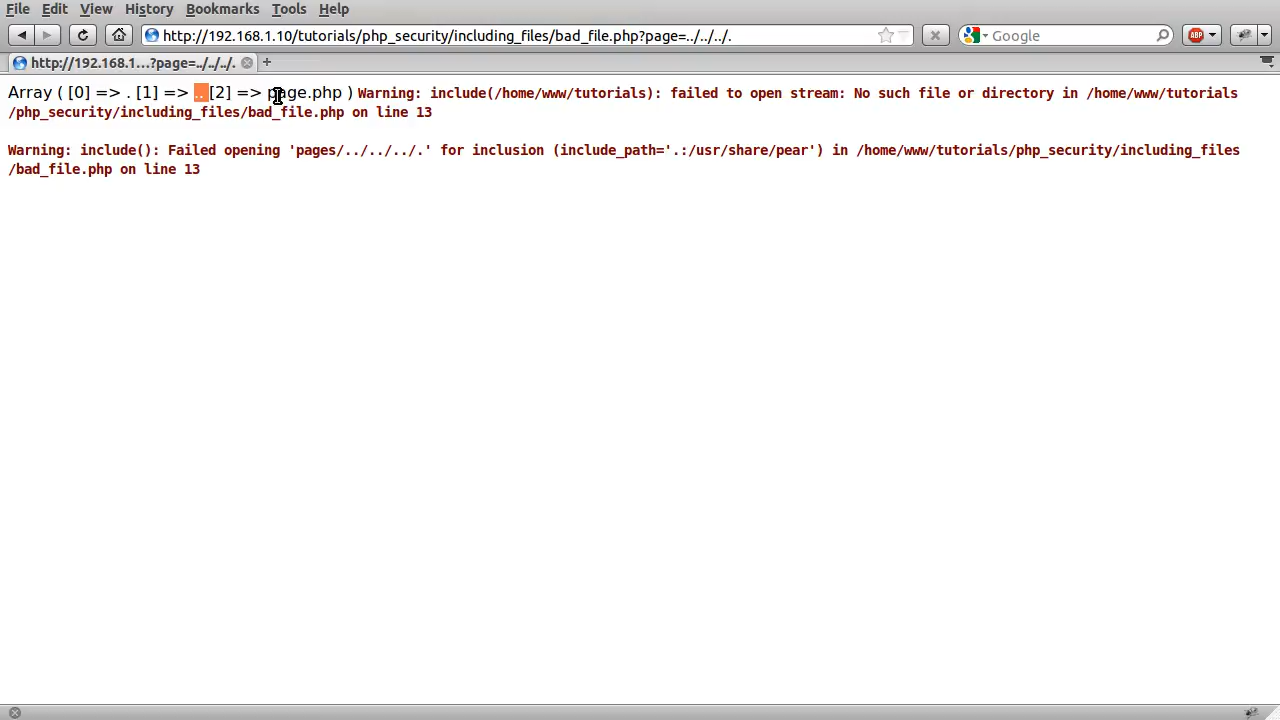 File Edit View History Bookmarks Tools Help
http://192.168.1.10/tutorials/php_security/including_files/bad_file.php?page=../../../. Google ABP
http://192.168.1...?page=../../../. +
Array ( [0] => . [1] => .. [2] => page.php ) Warning: include(/home/www/tutorials): failed to open stream: No such file or directory in /home/www/tutorials
/php_security/including_files/bad_file.php on line 13
Warning: include(): Failed opening 'pages/../../../.' for inclusion (include_path='.:/usr/share/pear') in /home/www/tutorials/php_security/including_files
/bad_file.php on line 13